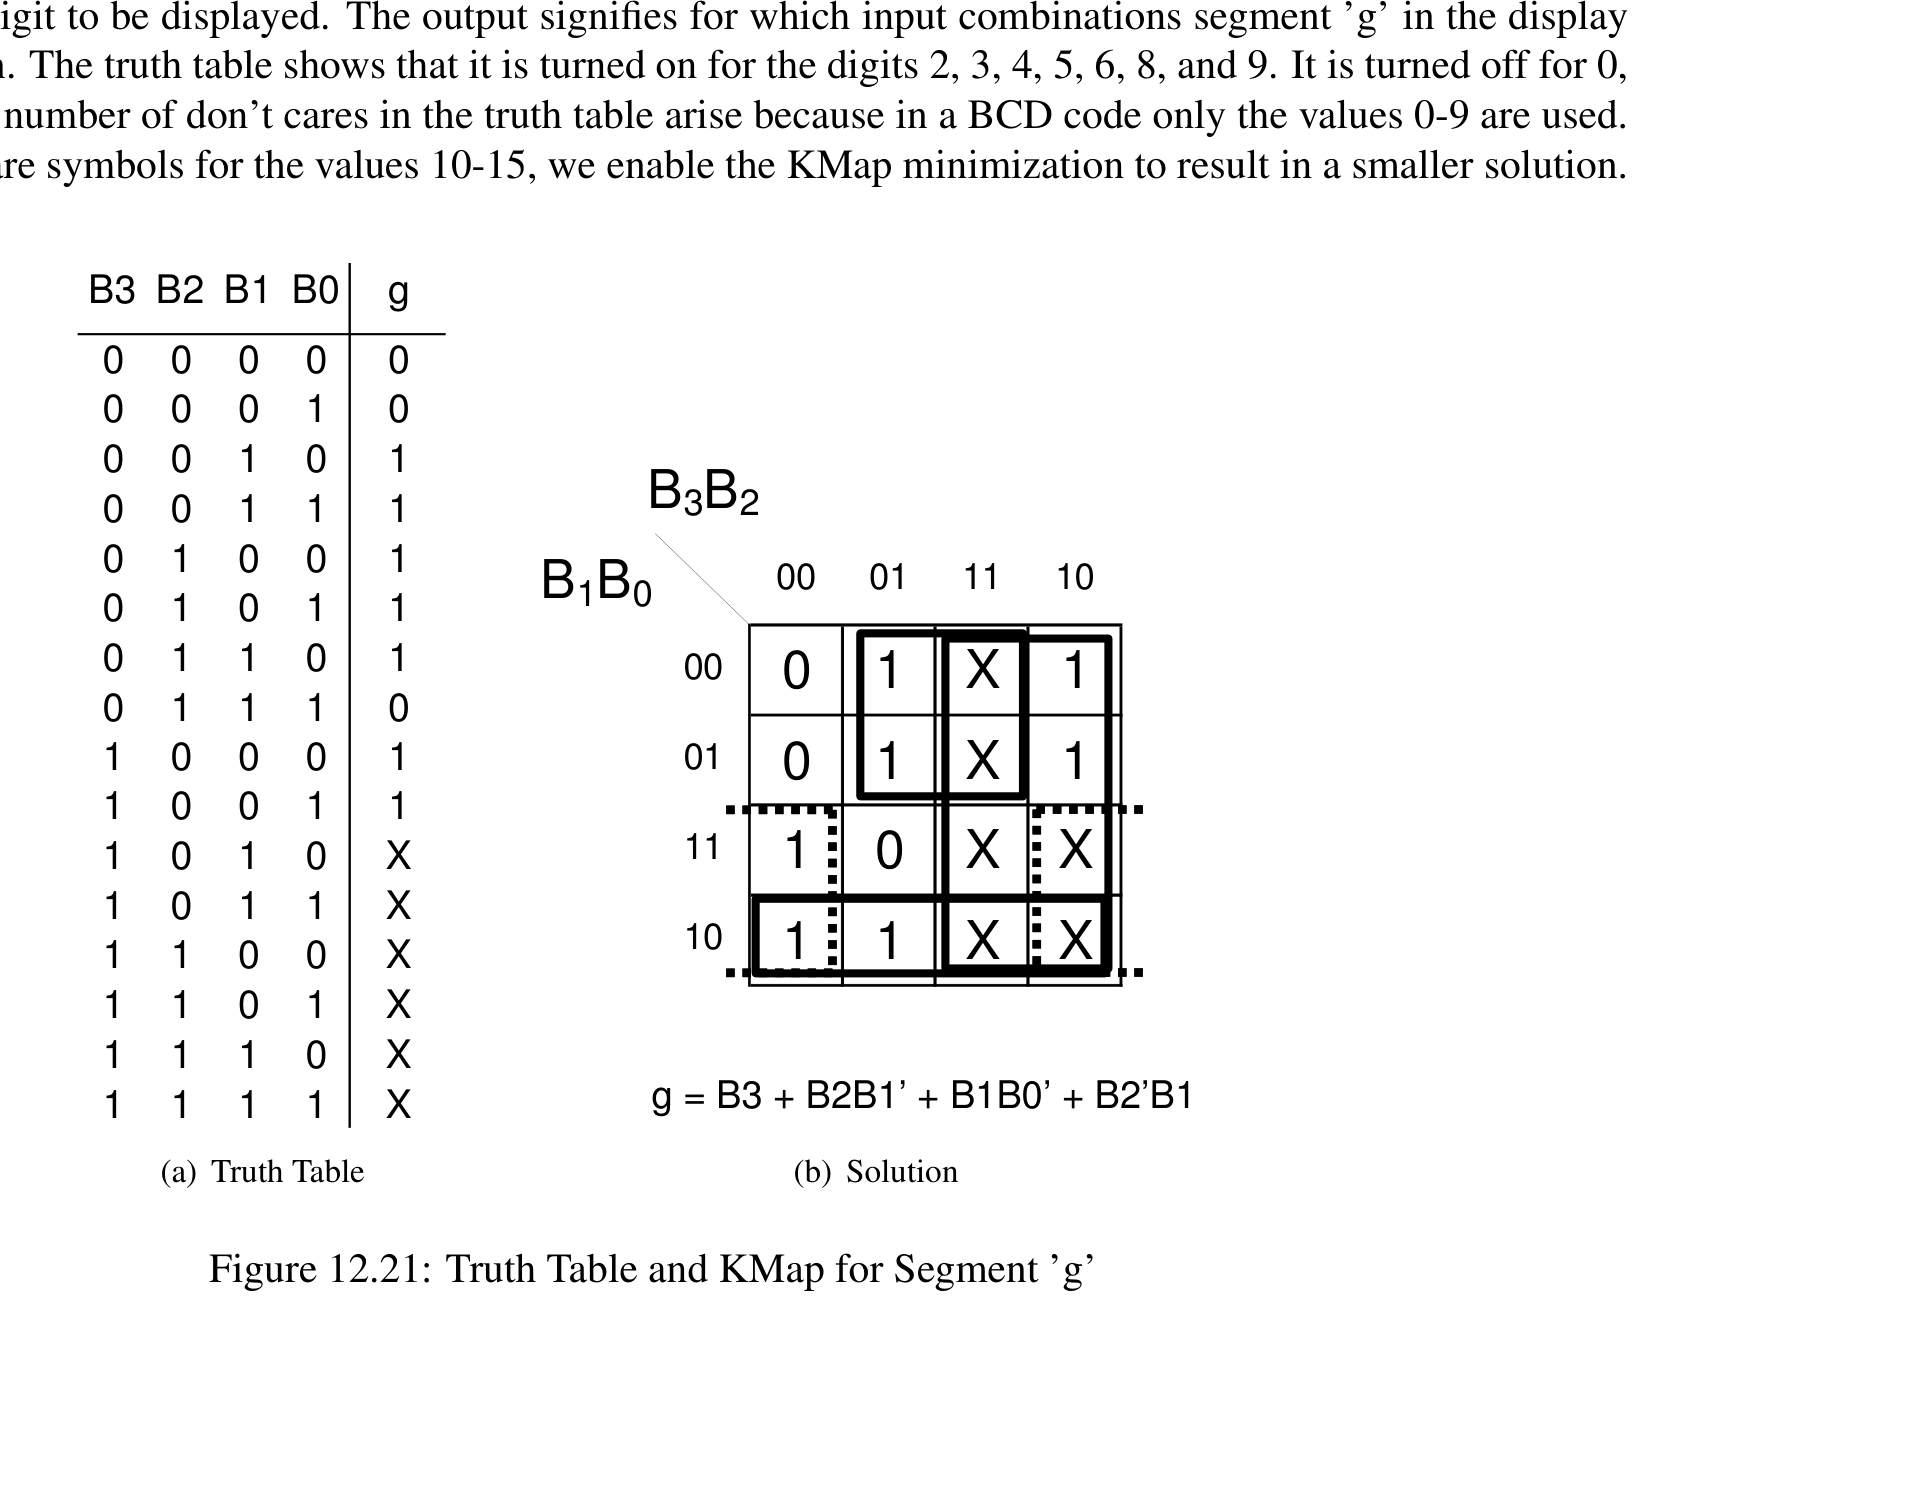 to be displayed. The output signifies for which input combinations segment ’g’ in the display
The truth table shows that it is turned on for the digits 2, 3, 4, 5, 6, 8, and 9. It is turned off for 0,
number of don’t cares in the truth table arise because in a BCD code only the values 0-9 are used.
symbols for the values 10-15, we enable the KMap minimization to result in a smaller solution.
B3 B2 B1 B0 g
0 0 0 0 0
0 0 0 1 0
0 0 1 0 1
0 0 1 1 1
0 1 0 0 1
0 1 0 1 1
0 1 1 0 1
0 1 1 1 0
1 0 0 0 1
1 0 0 1 1
1 0 1 0 X
1 0 1 1 X
1 1 0 0 X
1 1 0 1 X
1 1 1 0 X
1 1 1 1 X
(a) Truth Table
B3B2
B1B0
00 01 11 10
00 0 1 X 1
01 0 1 X 1
11 1 0 X X
10 1 1 X X
g = B3 + B2B1’ + B1B0’ + B2’B1
(b) Solution
Figure 12.21: Truth Table and KMap for Segment ’g’